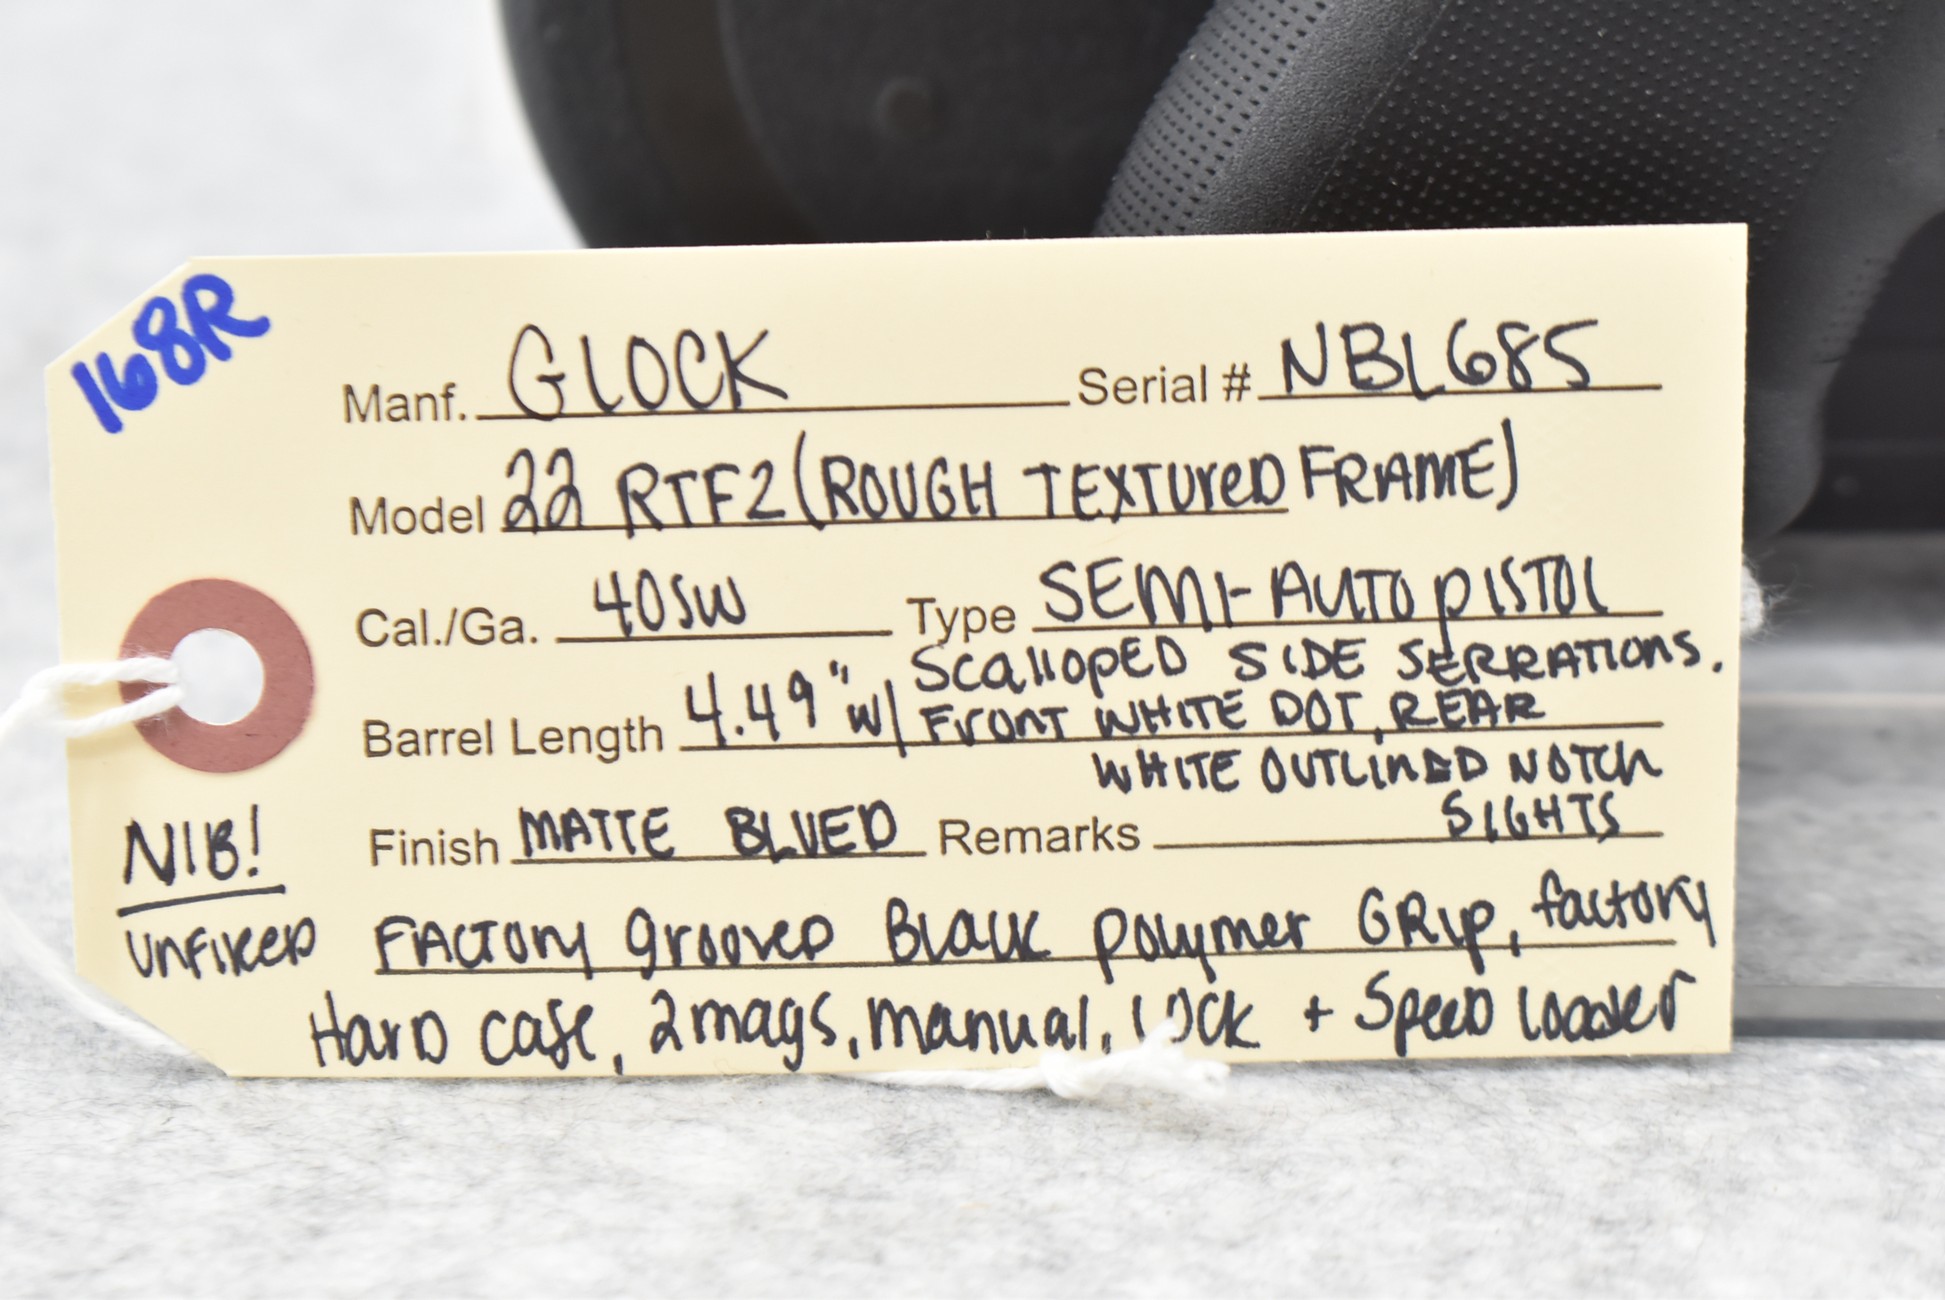 168R
Manf. GLOCK Serial # NBL685
Model 22 RTF2 (ROUGH TEXTURED FRAME)
Cal./Ga. 40SW Type SEMI-AUTO PISTOL
Barrel Length 4.49" w/ SCALLOPED SIDE SERRATIONS.
FRONT WHITE DOT, REAR
WHITE OUTLINED NOTCH
SIGHTS
Finish MATTE BLUED Remarks
NIB!
UNFIRED
FACTORY grooved Black polymer GRIP, factory
Hard case, 2 mags, manual, lock + Speed loader